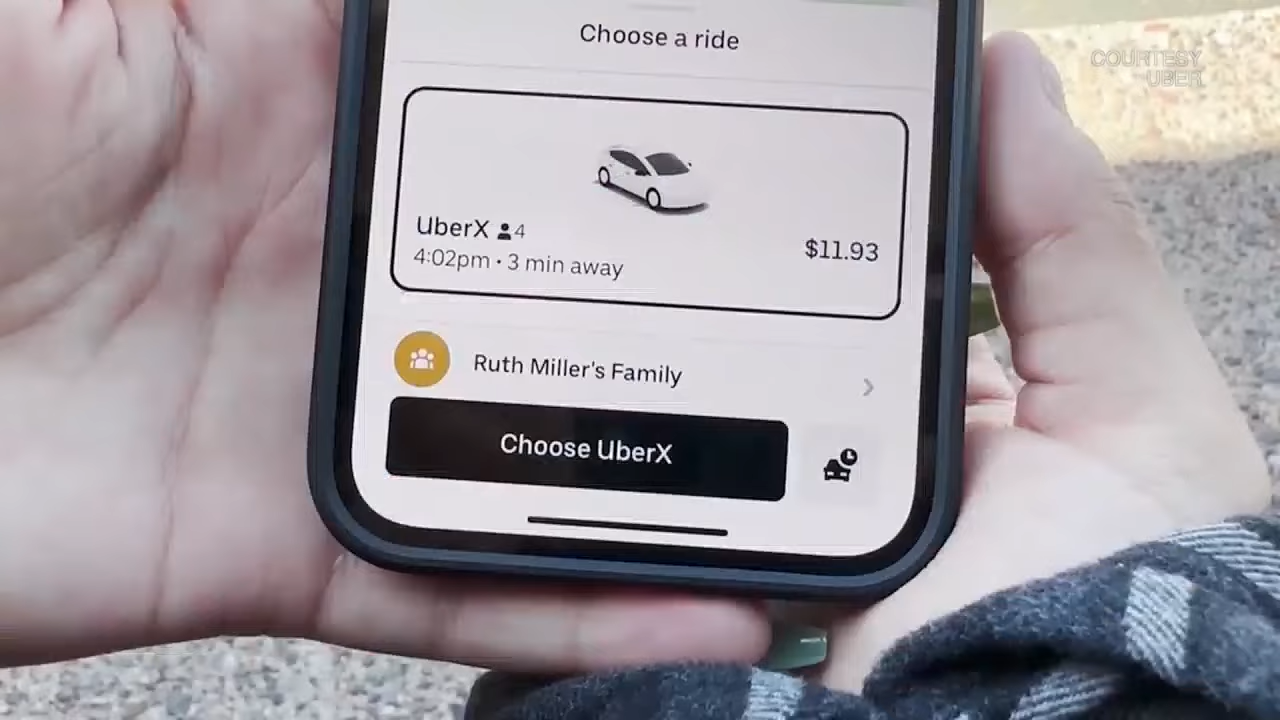 Choose a ride
COURTESY
UBER
UberX 4
$11.93
4:02pm • 3 min away
Ruth Miller's Family
Choose UberX